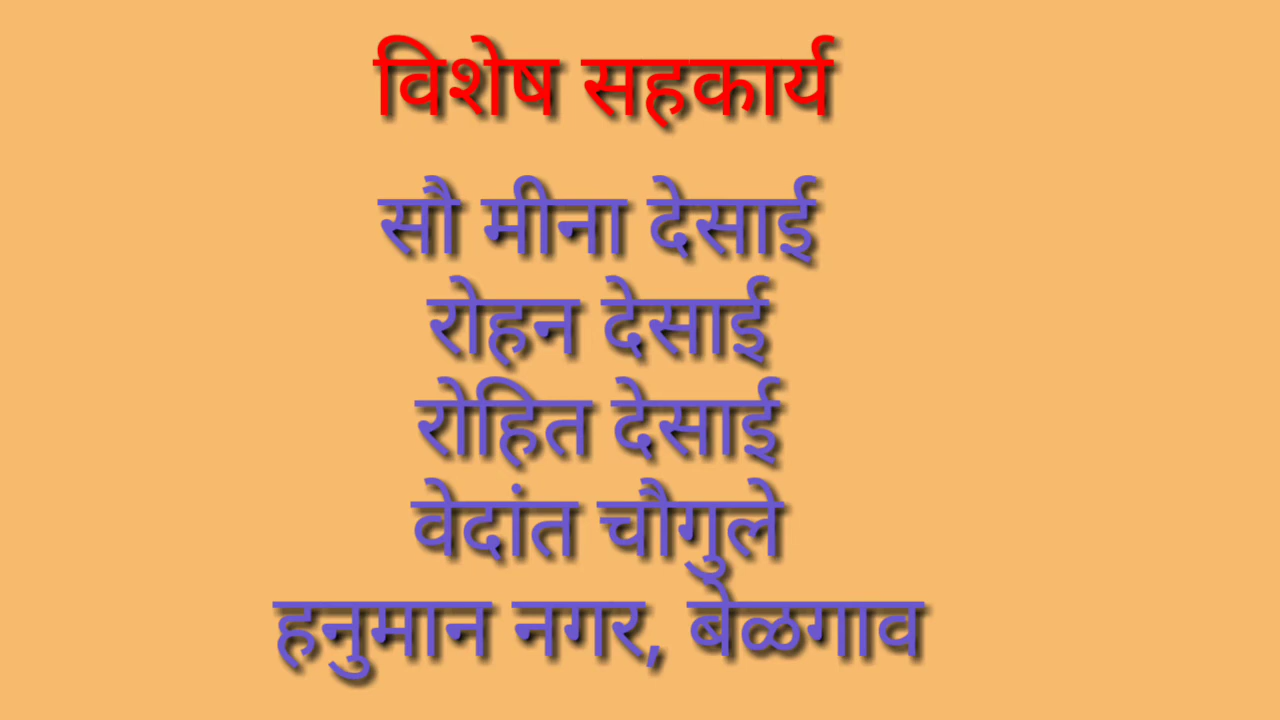 विशेष सहकार्य
सौ मीना देसाई
रोहन देसाई
रोहित देसाई
वेदांत चौगुले
हनुमान नगर, बेळगाव